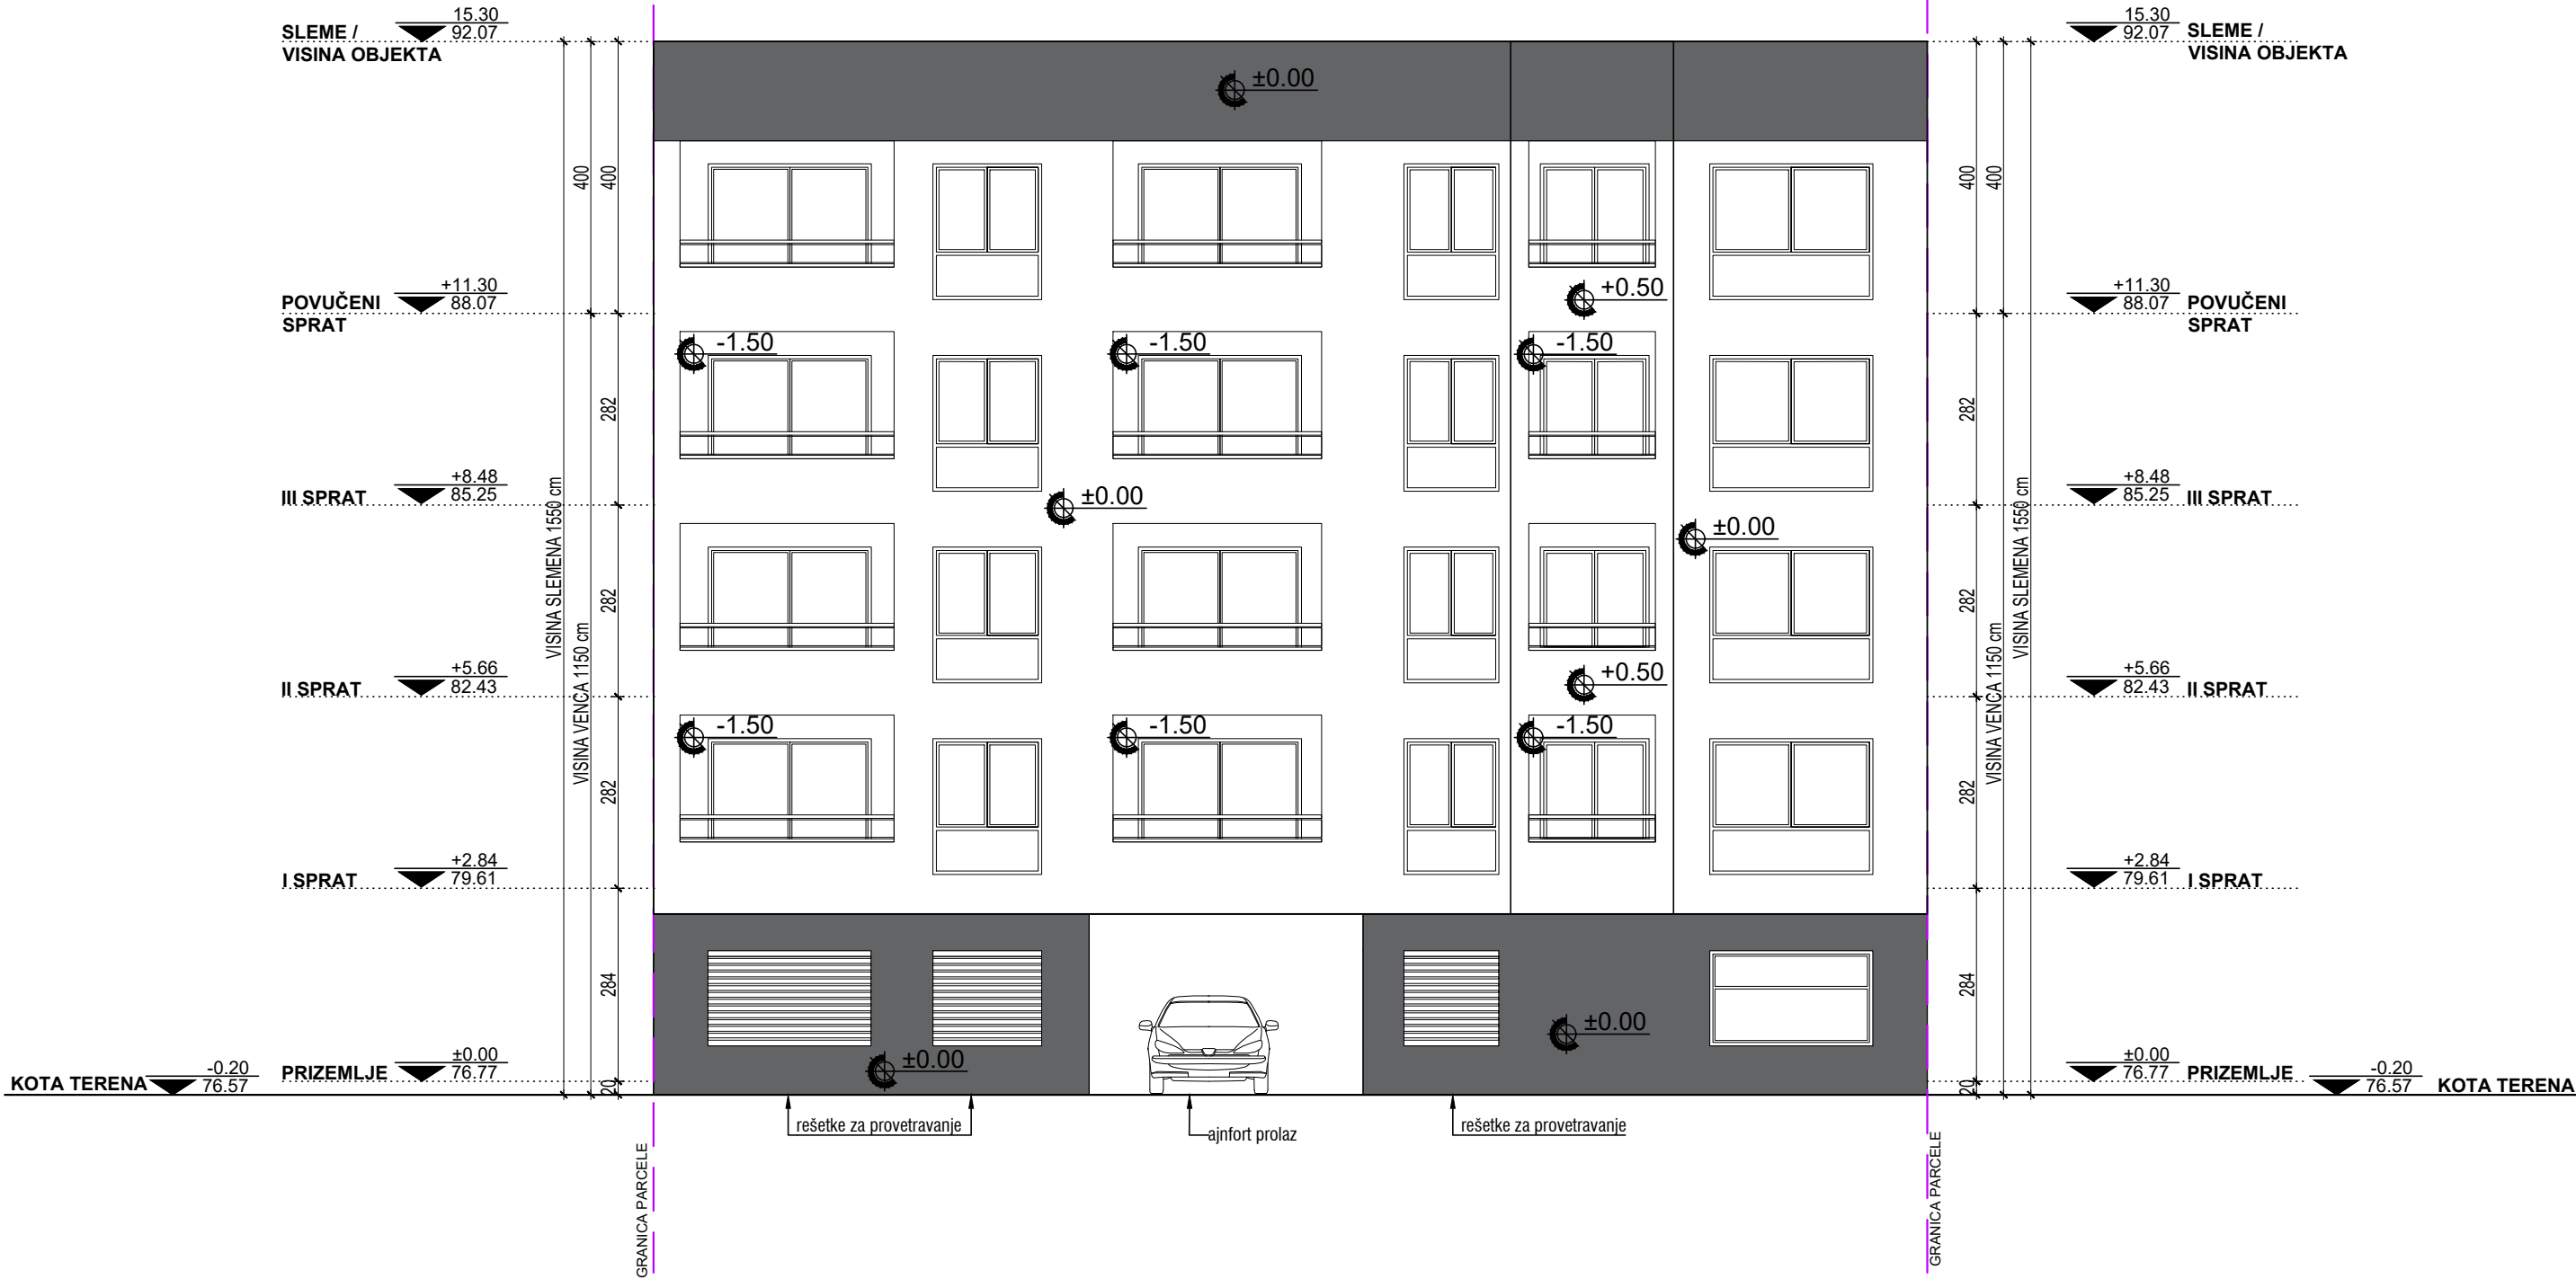 15.30
SLEME /
92.07
VISINA OBJEKTA
15.30
92.07
SLEME /
VISINA OBJEKTA
±0.00
400
400
400
400
+11.30
POVUČENI
88.07
SPRAT
+0.50
+11.30
88.07
POVUČENI
SPRAT
-1.50
-1.50
-1.50
282
282
+8.48
III SPRAT
85.25
±0.00
±0.00
+8.48
85.25
III SPRAT
VISINA SLEMENA 1550 cm
VISINA SLEMENA 1550 cm
282
282
+5.66
II SPRAT
82.43
+0.50
+5.66
82.43
II SPRAT
VISINA VENCA 1150 cm
VISINA VENCA 1150 cm
-1.50
-1.50
-1.50
282
282
+2.84
I SPRAT
79.61
+2.84
79.61
I SPRAT
284
284
±0.00
±0.00
-0.20
KOTA TERENA
76.57
±0.00
PRIZEMLJE
76.77
20
20
±0.00
76.77
PRIZEMLJE
-0.20
76.57
KOTA TERENA
rešetke za provetravanje
ajnfort prolaz
rešetke za provetravanje
GRANICA PARCELE
GRANICA PARCELE